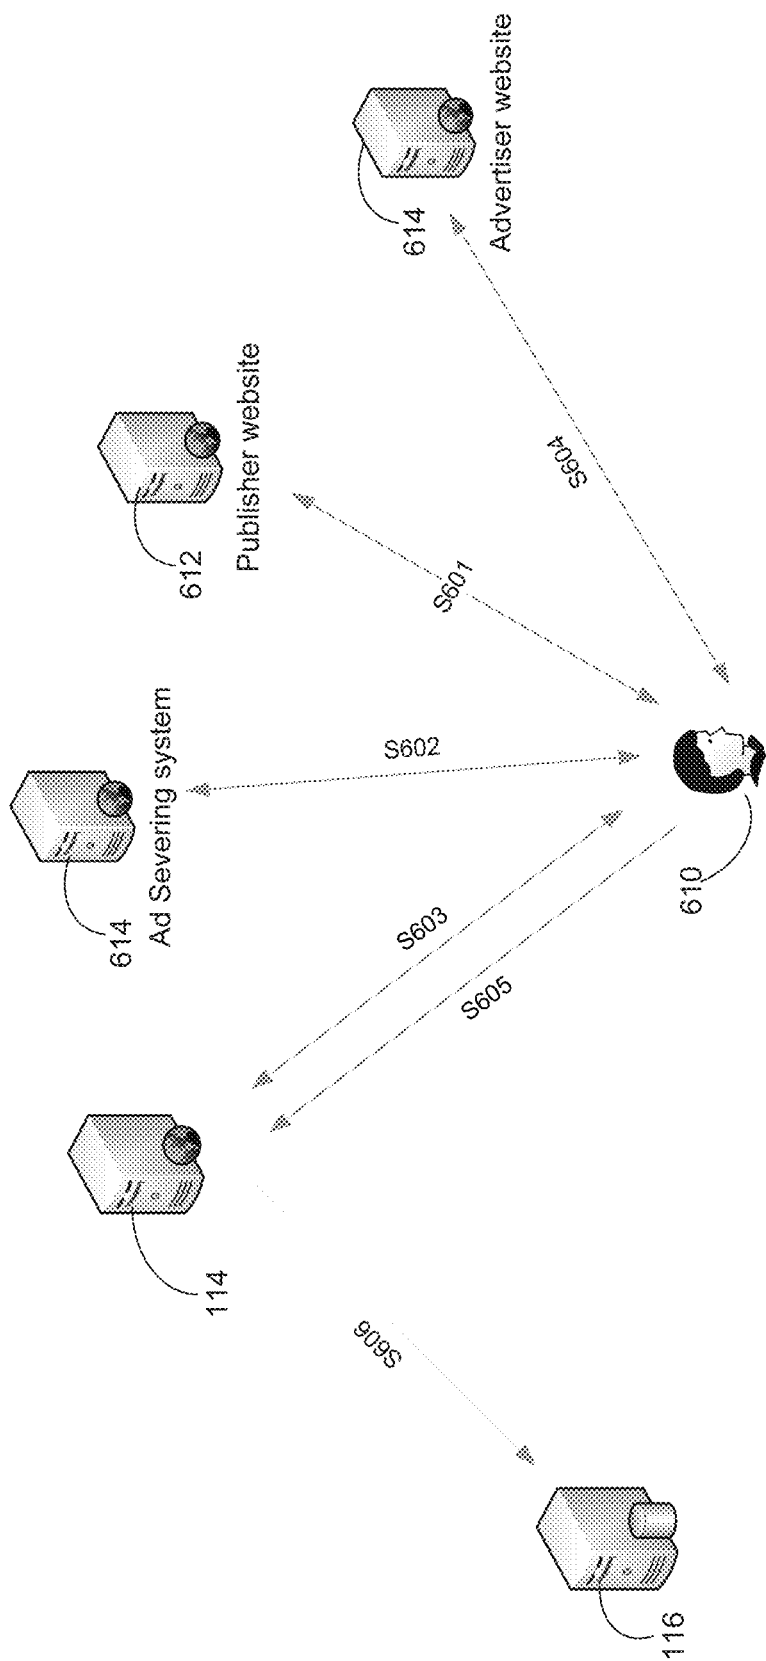 614
Advertiser website
612
Publisher website
S604
S601
614
Ad Severing system
S602
610
S603
S605
114
S606
116